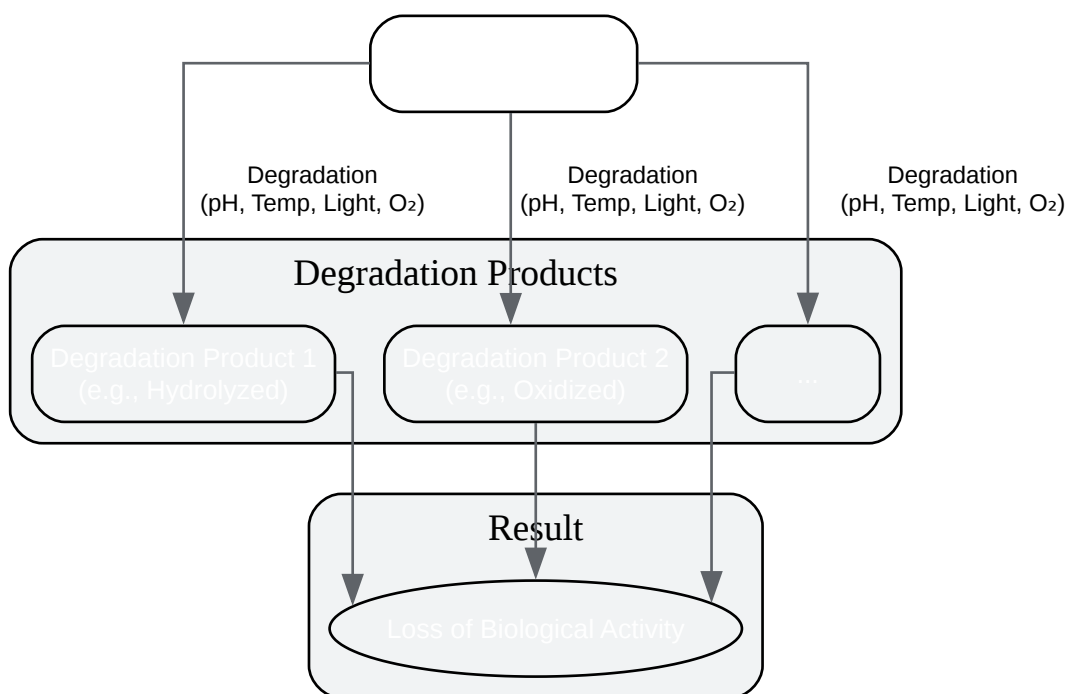 Degradation
(pH, Temp, Light, O₂)
Degradation
(pH, Temp, Light, O₂)
Degradation
(pH, Temp, Light, O₂)
Degradation Products
Degradation Product 1
(e.g., Hydrolyzed)
Degradation Product 2
(e.g., Oxidized)
...
Result
Loss of Biological Activity